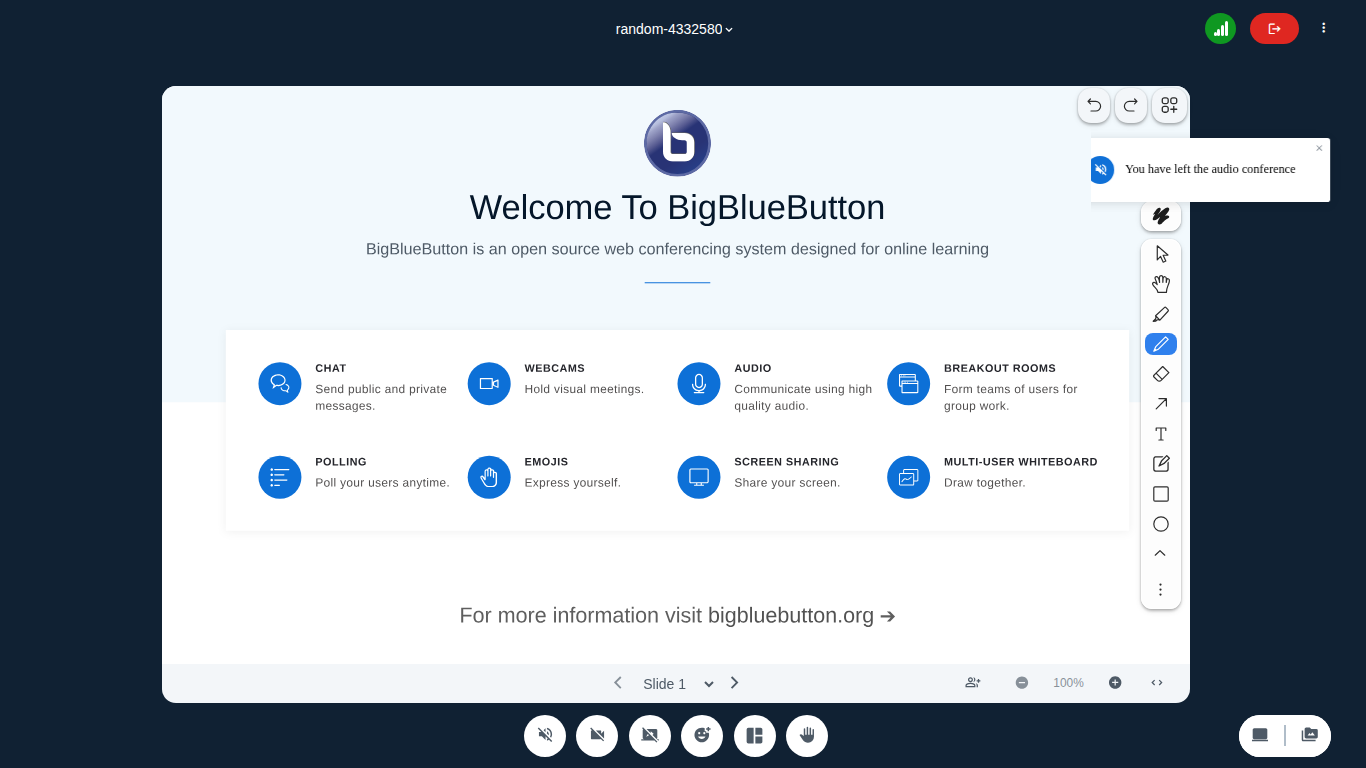 random-4332580
You have left the audio conference
Welcome To BigBlueButton
BigBlueButton is an open source web conferencing system designed for online learning
CHAT
Send public and private
messages.
WEBCAMS
Hold visual meetings.
AUDIO
Communicate using high
quality audio.
BREAKOUT ROOMS
Form teams of users for
group work.
POLLING
Poll your users anytime.
EMOJIS
Express yourself.
SCREEN SHARING
Share your screen.
MULTI-USER WHITEBOARD
Draw together.
For more information visit bigbluebutton.org →
Slide 1
100%